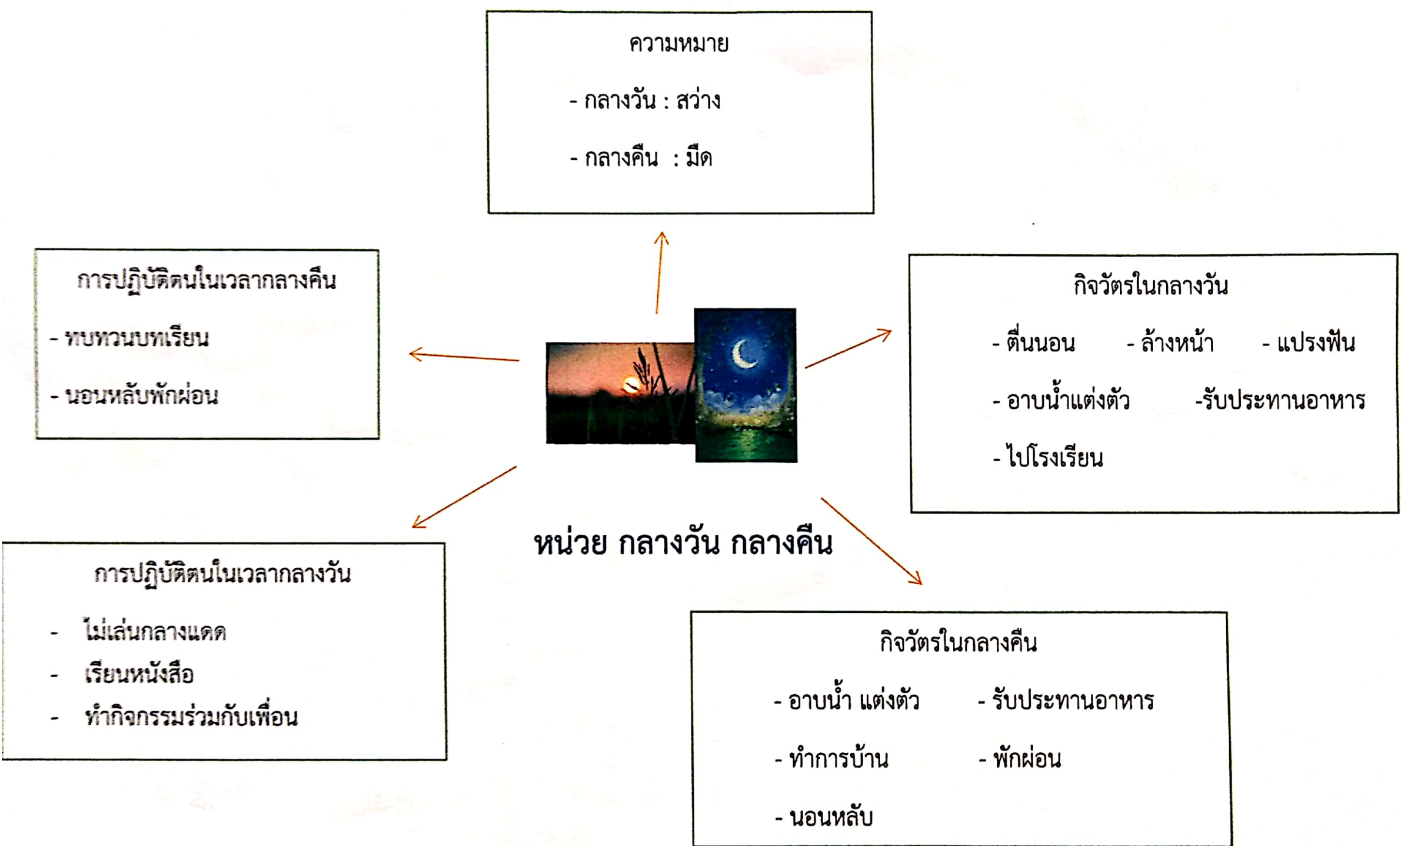 ความหมาย
- กลางวัน : สว่าง
- กลางคืน : มืด
การปฏิบัติตนในเวลากลางคืน
- ทบทวนบทเรียน
- นอนหลับพักผ่อน
กิจวัตรในกลางวัน
- ตื่นนอน - ล้างหน้า - แปรงฟัน
- อาบน้ำแต่งตัว -รับประทานอาหาร
- ไปโรงเรียน
หน่วย กลางวัน กลางคืน
การปฏิบัติตนในเวลากลางวัน
- ไม่เล่นกลางแดด
- เรียนหนังสือ
- ทำกิจกรรมร่วมกับเพื่อน
กิจวัตรในกลางคืน
- อาบน้ำ แต่งตัว - รับประทานอาหาร
- ทำการบ้าน - พักผ่อน
- นอนหลับ